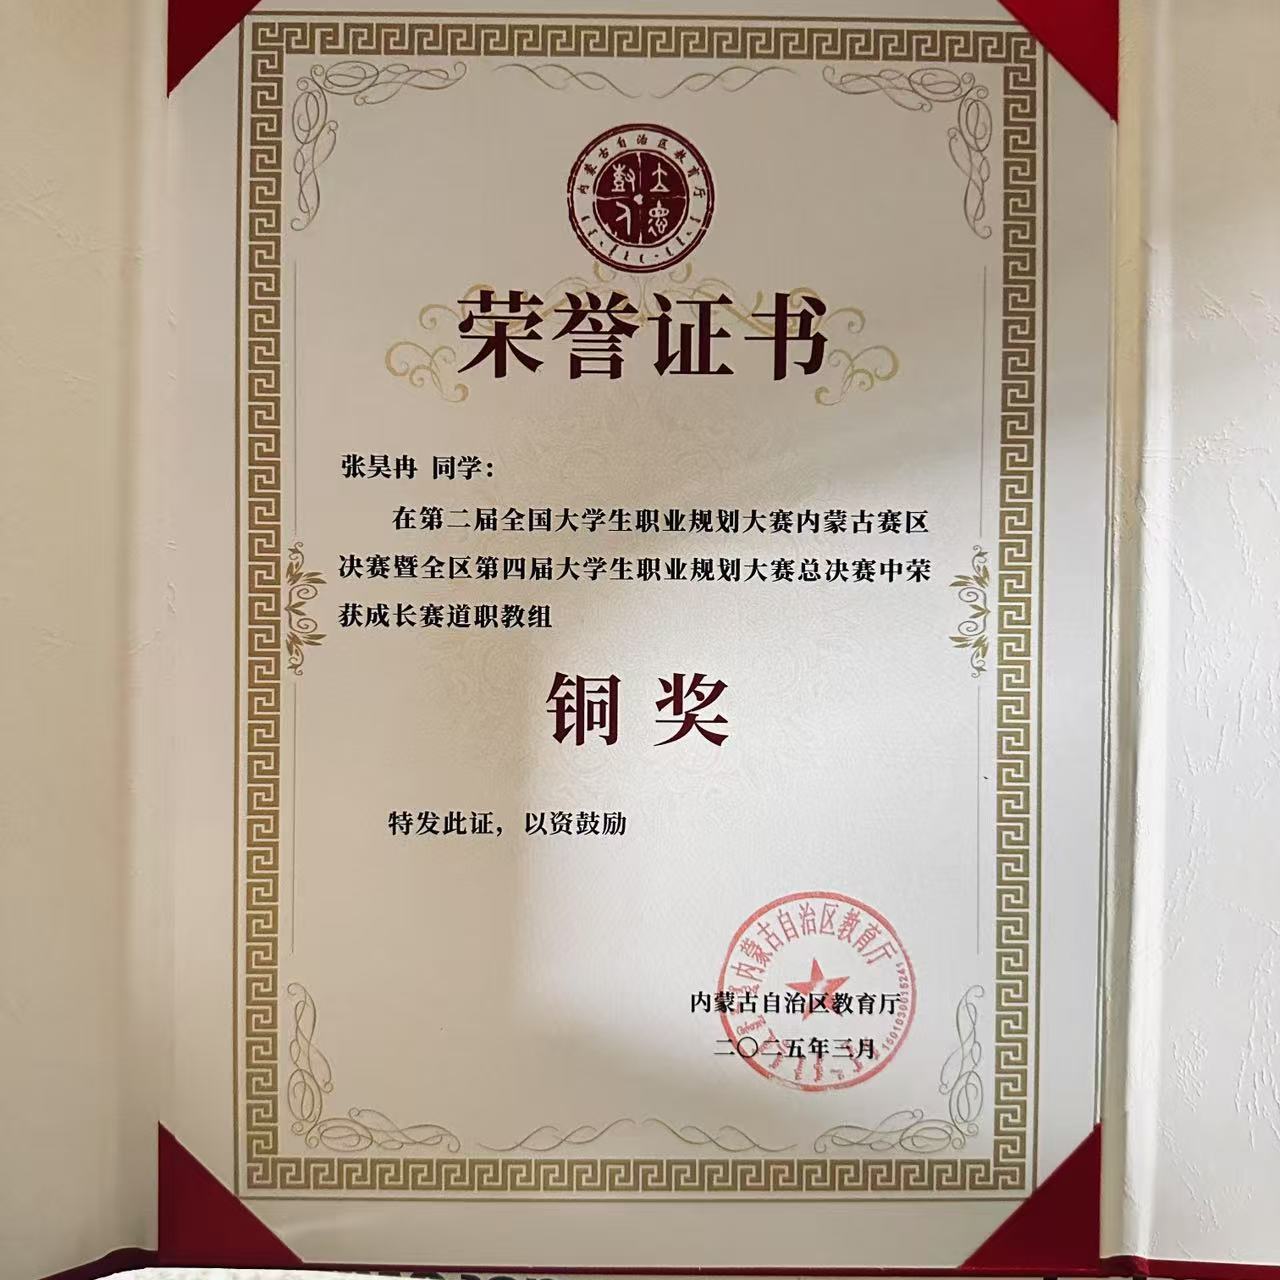 内蒙古自治区教育厅
荣誉证书
张昊冉 同学：
在第二届全国大学生职业规划大赛内蒙古赛区
决赛暨全区第四届大学生职业规划大赛总决赛中荣
获成长赛道职教组
铜奖
特发此证，以资鼓励
内蒙古自治区教育厅
内蒙古自治区教育厅
二〇二五年三月